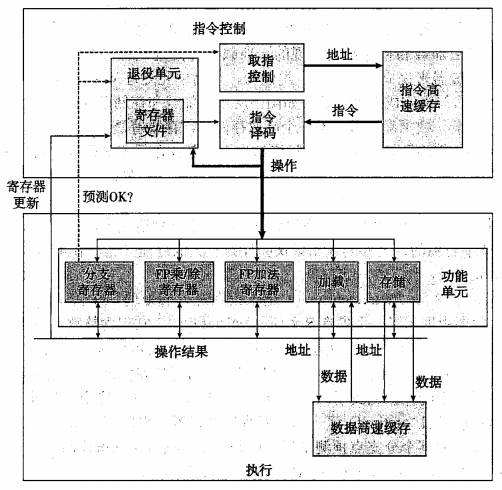 指令控制
取指
控制
地址
指令高
速缓存
退役单元
寄存器
文件
指令
译码
指令
操作
寄存器
更新
预测OK?
分支
寄存器
FP乘/除
寄存器
FP加法
寄存器
加载
存储
功能
单元
操作结果
地址
地址
数据
数据
数据高速缓存
执行